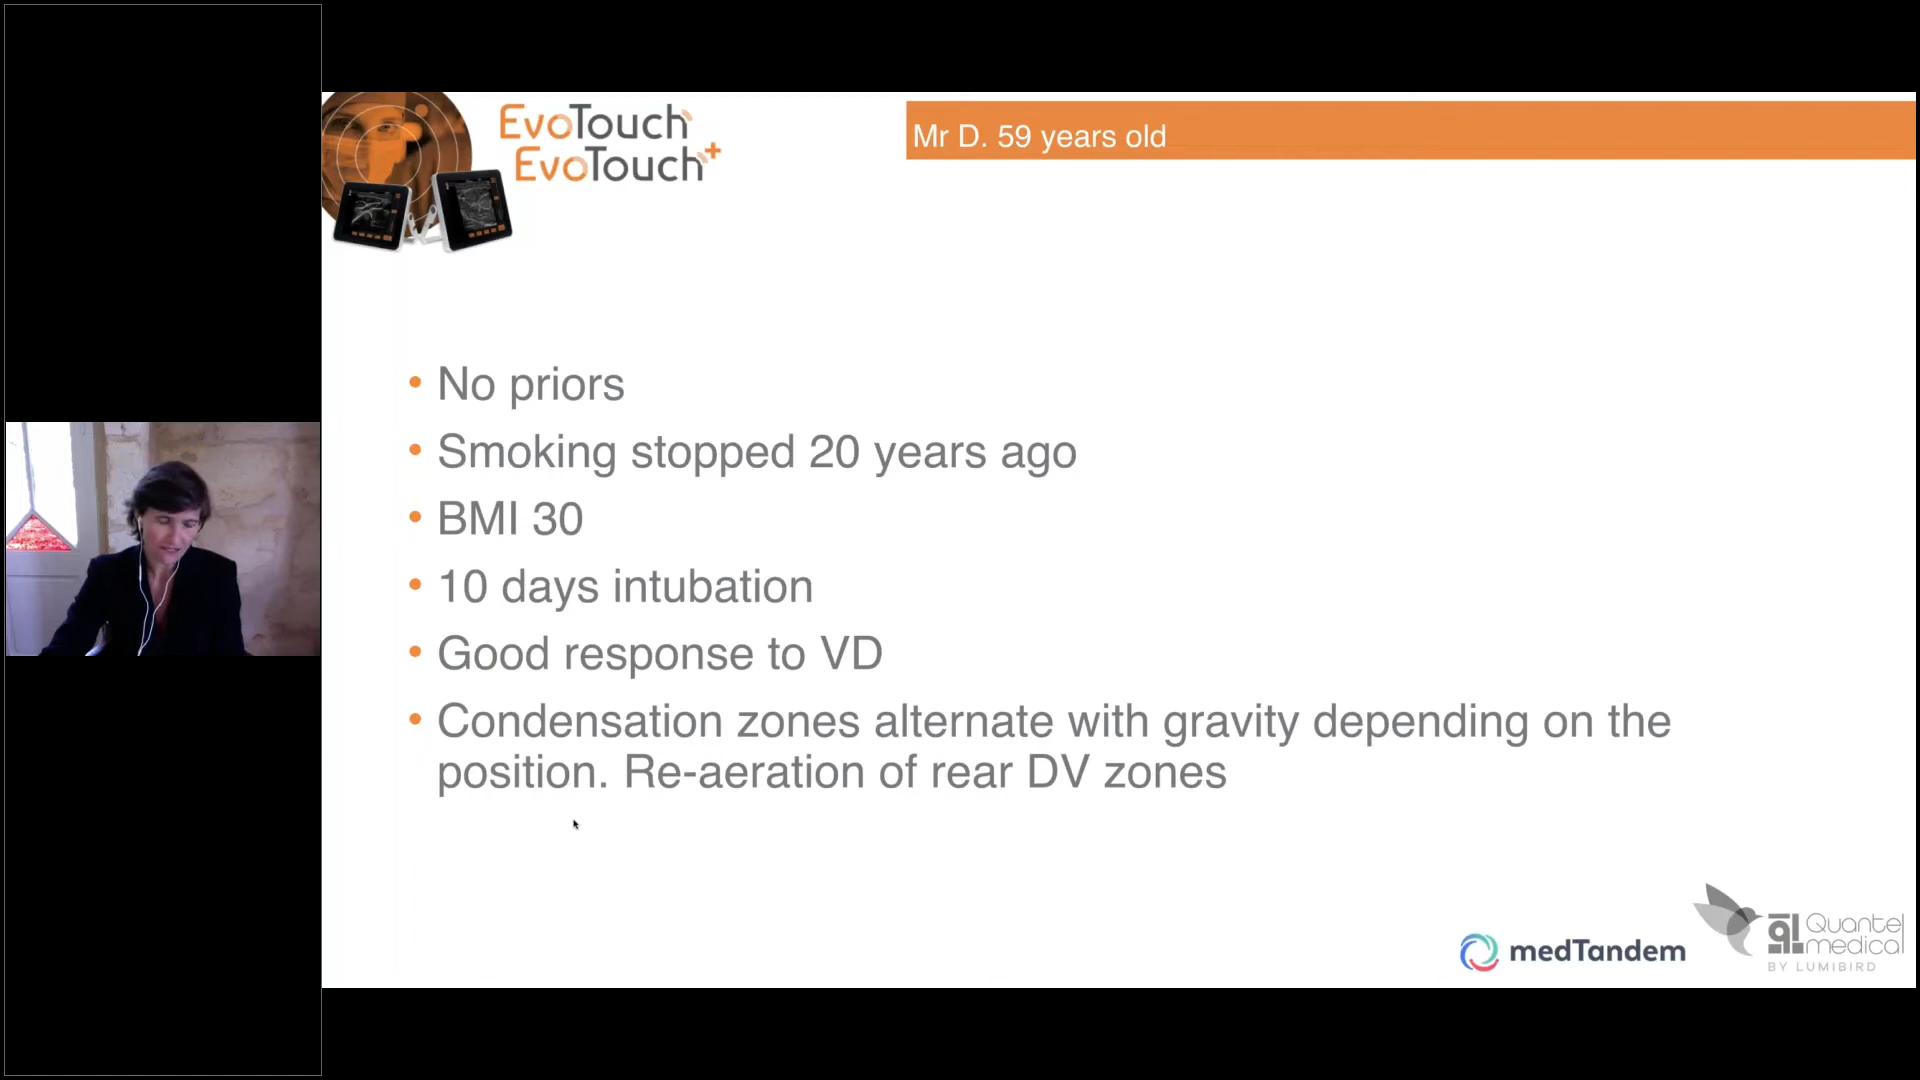 EvoTouch
EvoTouch+
Mr D. 59 years old
• No priors
• Smoking stopped 20 years ago
• BMI 30
• 10 days intubation
• Good response to VD
• Condensation zones alternate with gravity depending on the
position. Re-aeration of rear DV zones
medTandem
Quantel
medical
BY LUMIBIRD